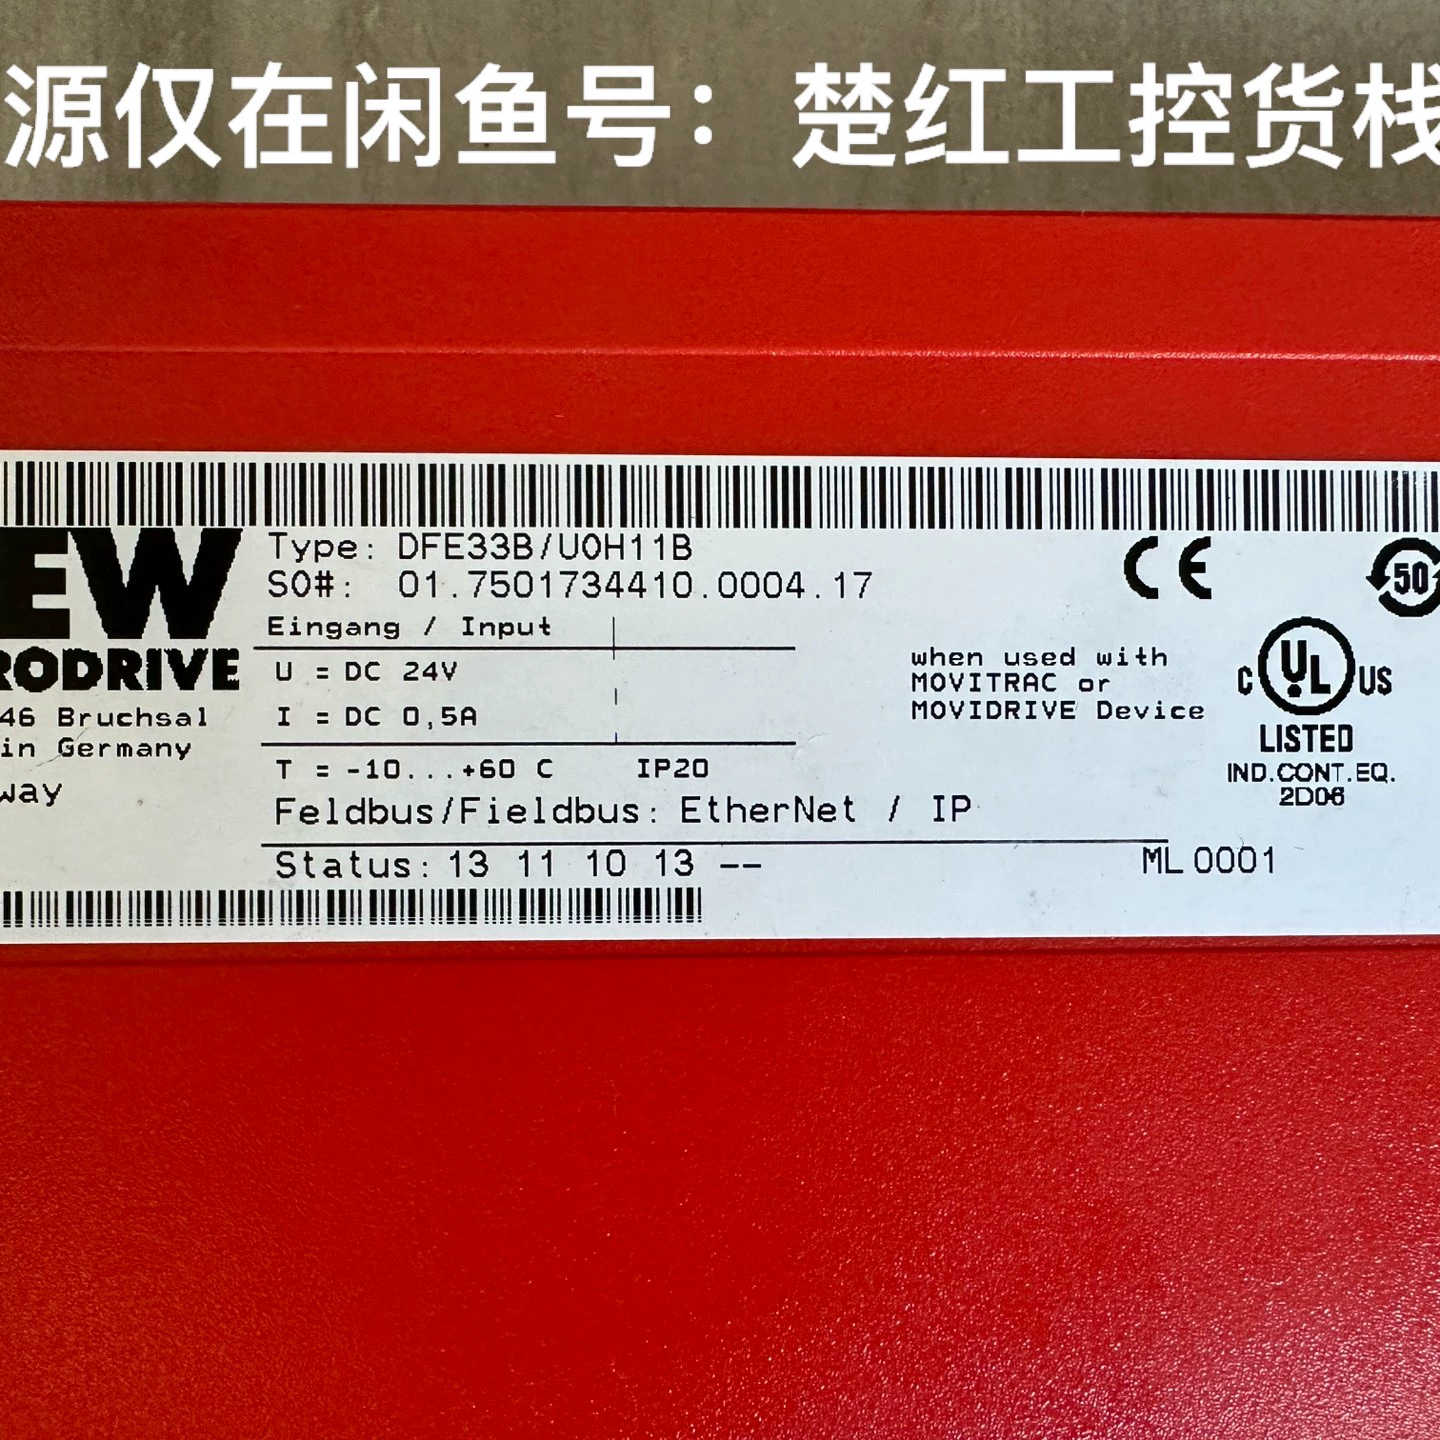 源仅在闲鱼号：楚红工控货栈
EW
RODRIVE
46 Bruchsal
in Germany
way
Type: DFE33B/UOH11B
SO#: 01.7501734410.0004.17
Eingang / Input
U = DC 24V
I = DC 0,5A
T = -10...+60 C IP20
Feldbus/Fieldbus: EtherNet / IP
Status: 13 11 10 13 --
ML 0001
when used with
MOVITRAC or
MOVIDRIVE Device
CE
50
C UL US
LISTED
IND.CONT.EQ.
2D06